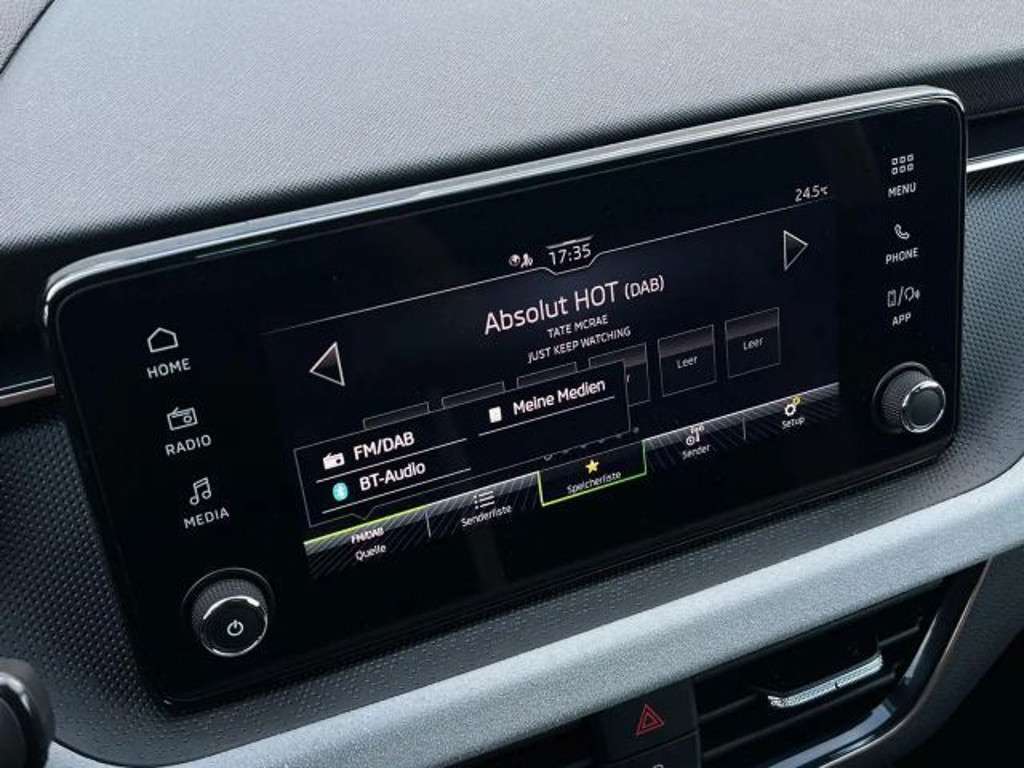 24.5°C
17:35
MENU
PHONE
APP
HOME
RADIO
MEDIA
Absolut HOT (DAB)
TATE MCRAE
JUST KEEP WATCHING
Leer
Leer
FM/DAB
Meine Medien
BT-Audio
FM/DAB
Quelle
Senderliste
Speicherliste
Sender
Setup